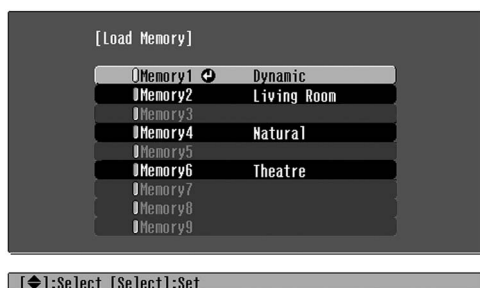 [Load Memory]
Memory1 Dynamic
Memory2 Living Room
Memory3
Memory4 Natural
Memory5
Memory6 Theatre
Memory7
Memory8
Memory9
[◆]:Select [Select]:Set